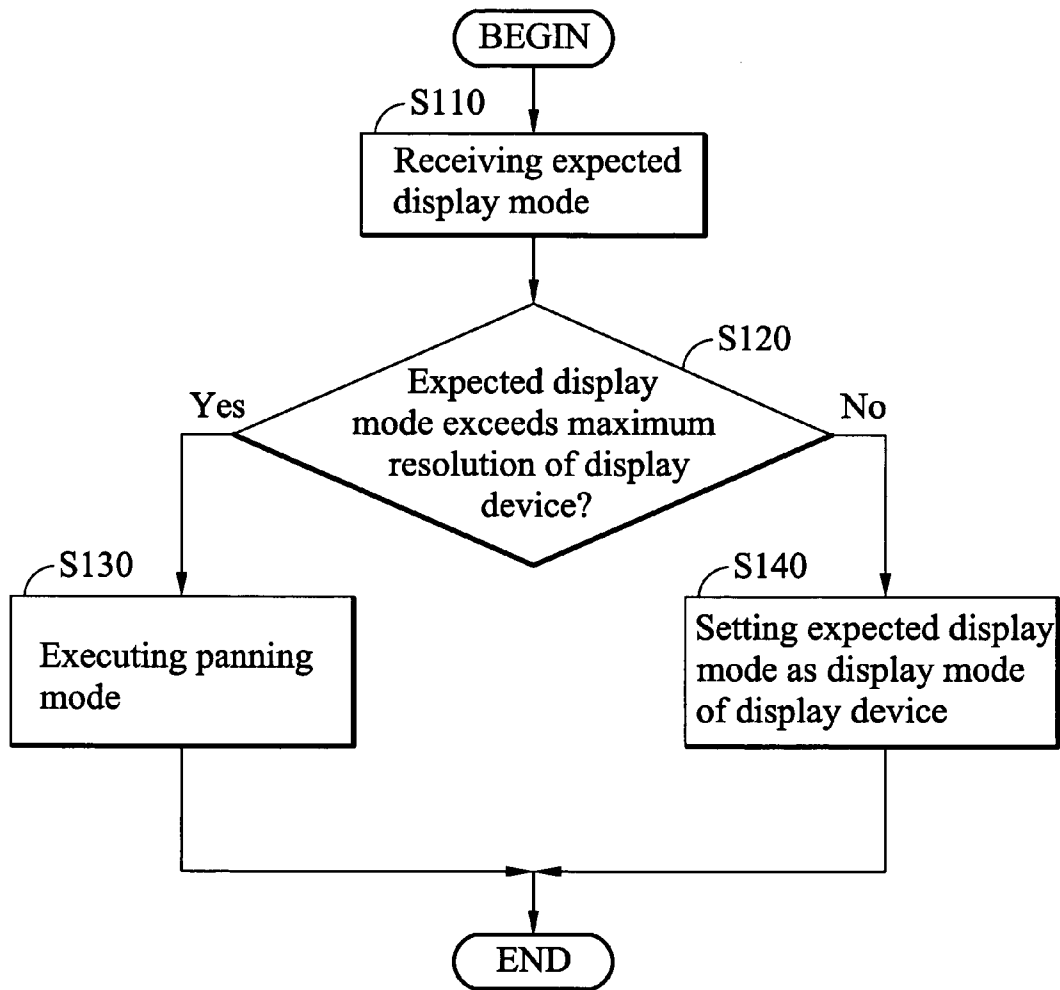 BEGIN
S110
Receiving expected
display mode
S120
Expected display
mode exceeds maximum
resolution of display
device?
Yes
No
S130
Executing panning
mode
S140
Setting expected display
mode as display mode
of display device
END